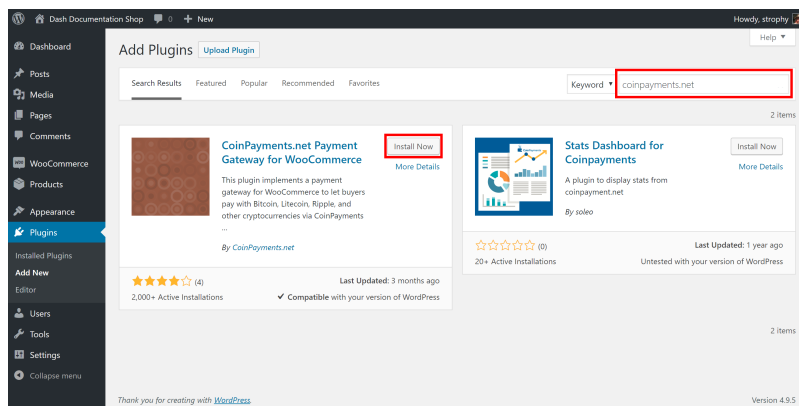 Dash Documentation Shop 0 + New
Howdy, strophy
Help ▼
Dashboard
Posts
Media
Pages
Comments
WooCommerce
Products
Appearance
Plugins
Installed Plugins
Add New
Editor
Users
Tools
Settings
Collapse menu
Add Plugins Upload Plugin
Search Results Featured Popular Recommended Favorites
Keyword ▼ coinpayments.net
2 items
CoinPayments.net Payment
Gateway for WooCommerce
Install Now
More Details
This plugin implements a payment
gateway for WooCommerce to let buyers
pay with Bitcoin, Litecoin, Ripple, and
other cryptocurrencies via CoinPayments
...
By CoinPayments.net
(4)
2,000+ Active Installations
Last Updated: 3 months ago
✔ Compatible with your version of WordPress
Stats Dashboard for
Coinpayments
Install Now
More Details
A plugin to display stats from
coinpayment.net
By soleo
(0)
20+ Active Installations
Last Updated: 1 year ago
Untested with your version of WordPress
2 items
Thank you for creating with WordPress.
Version 4.9.5